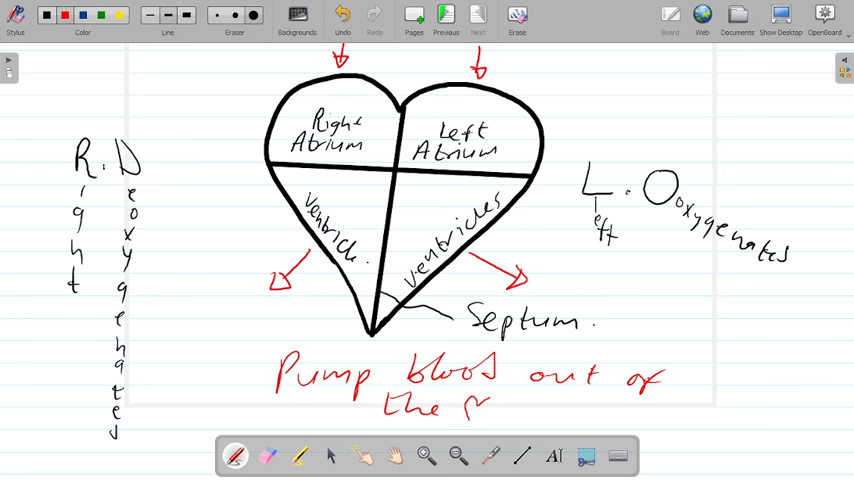 Stylus
Color
Line
Eraser
Backgrounds
Undo
Redo
Pages
Previous
Next
Erase
Board
Web
Documents
Show Desktop
OpenBoard
Right
Atrium
Left
Atrium
R. D
Right
Deoxygenated
L. O
Left
Oxygenates
Ventricle.
Ventricles
Septum.
Pump blood out of
the